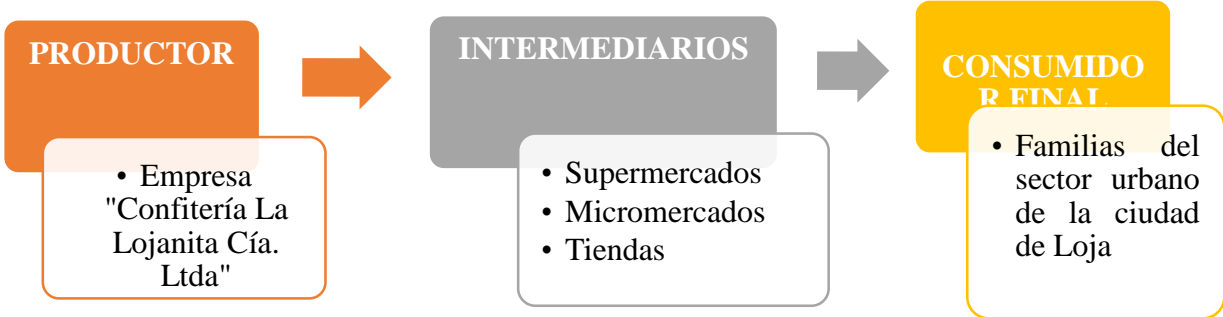 PRODUCTOR
• Empresa
"Confitería La
Lojanita Cía.
Ltda"
INTERMEDIARIOS
• Supermercados
• Micromercados
• Tiendas
CONSUMIDO
R FINAL
• Familias del
sector urbano
de la ciudad
de Loja